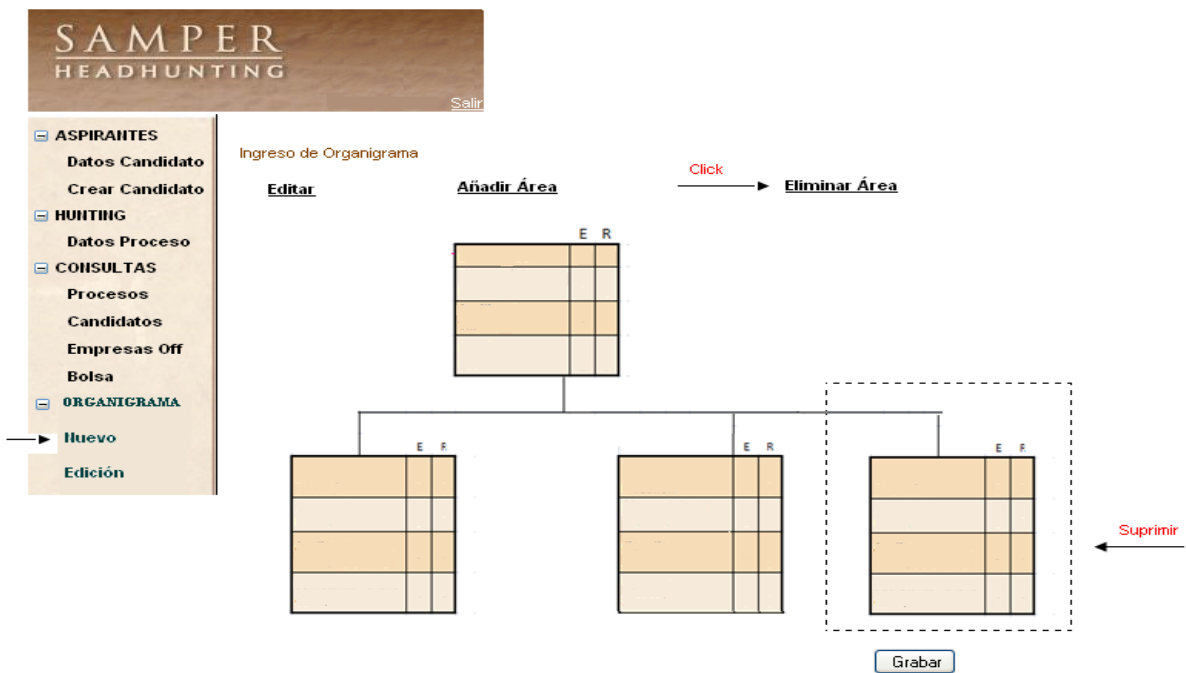 SAMPER
HEADHUNTING
Salir
ASPIRANTES
Datos Candidato
Crear Candidato
HUNTING
Datos Proceso
CONSULTAS
Procesos
Candidatos
Empresas Off
Bolsa
ORGANIGRAMA
Nuevo
Edición
Ingreso de Organigrama
Click
Editar Añadir Área Eliminar Área
E R
E R E R E R
Suprimir
Grabar